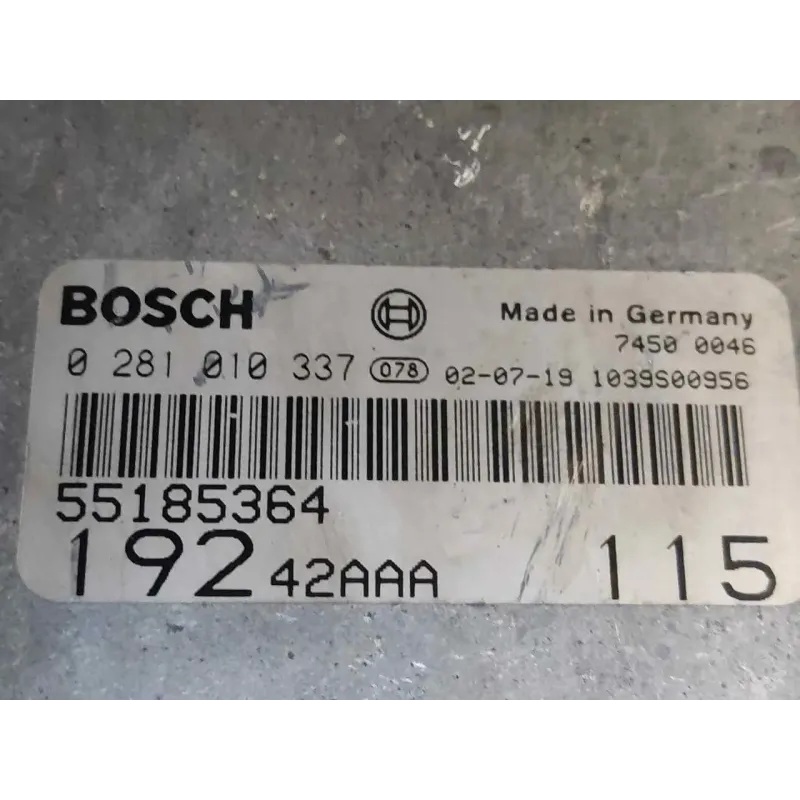 BOSCH Made in Germany
7450 0046
0 281 010 337 078 02-07-19 1039S00956
55185364
192 42AAA 115